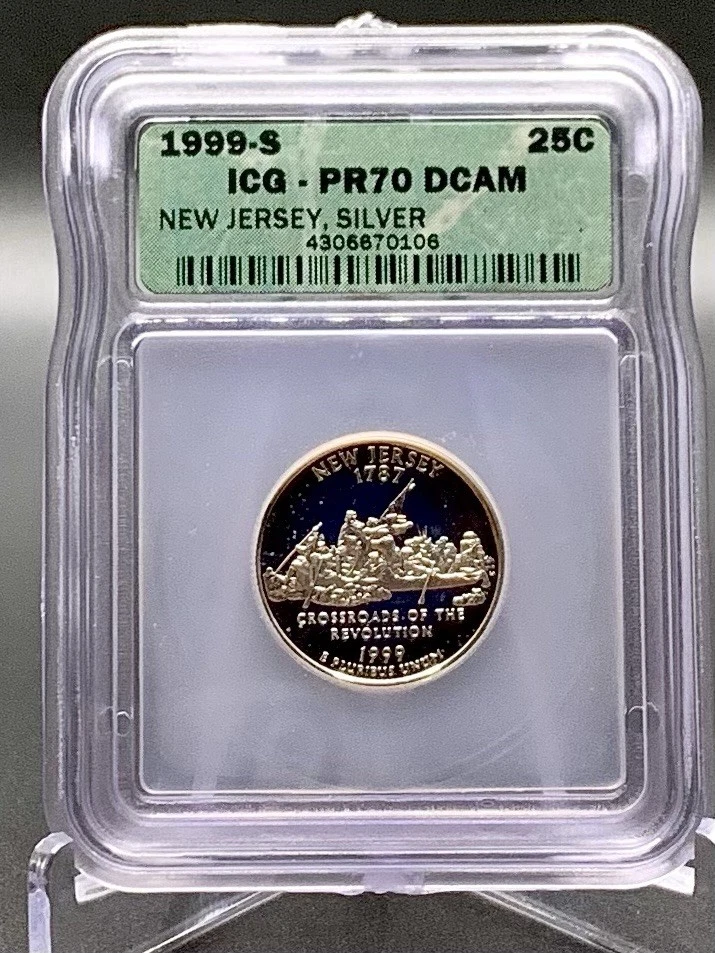 1999-S 25C
ICG - PR70 DCAM
NEW JERSEY, SILVER
4306670106
NEW JERSEY
1787
CROSSROADS OF THE
REVOLUTION
1999
E PLURIBUS UNUM